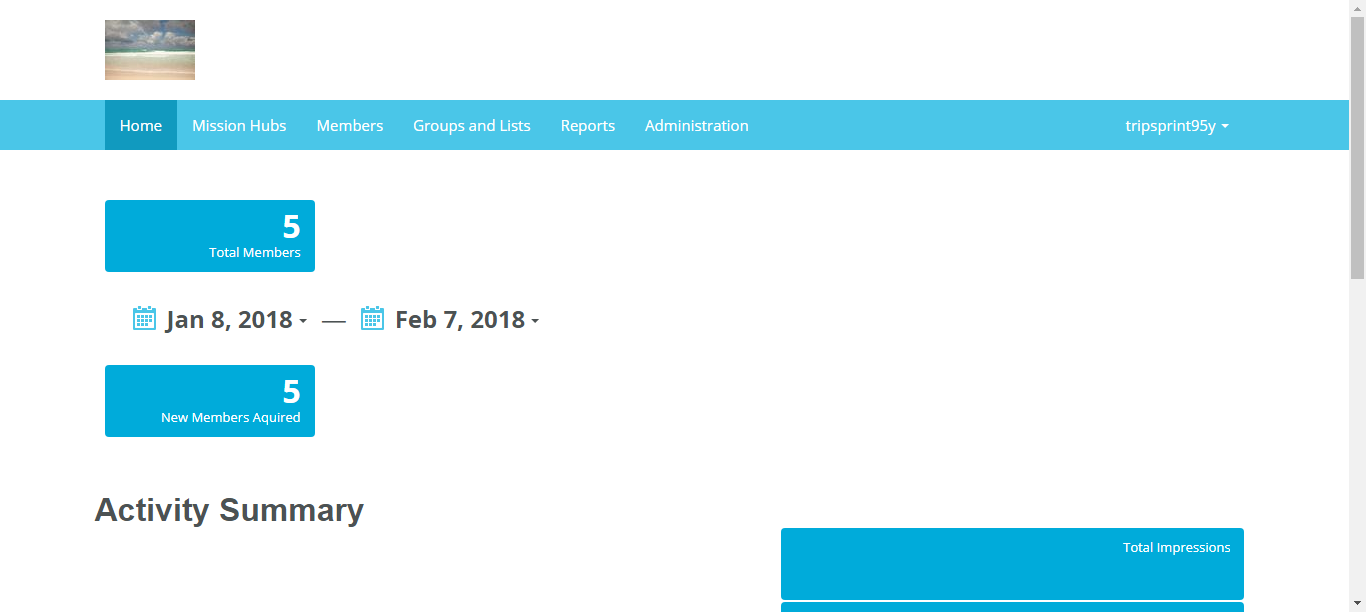 Home Mission Hubs Members Groups and Lists Reports Administration tripsprint95y
5
Total Members
Jan 8, 2018 — Feb 7, 2018
5
New Members Aquired
Activity Summary
Total Impressions